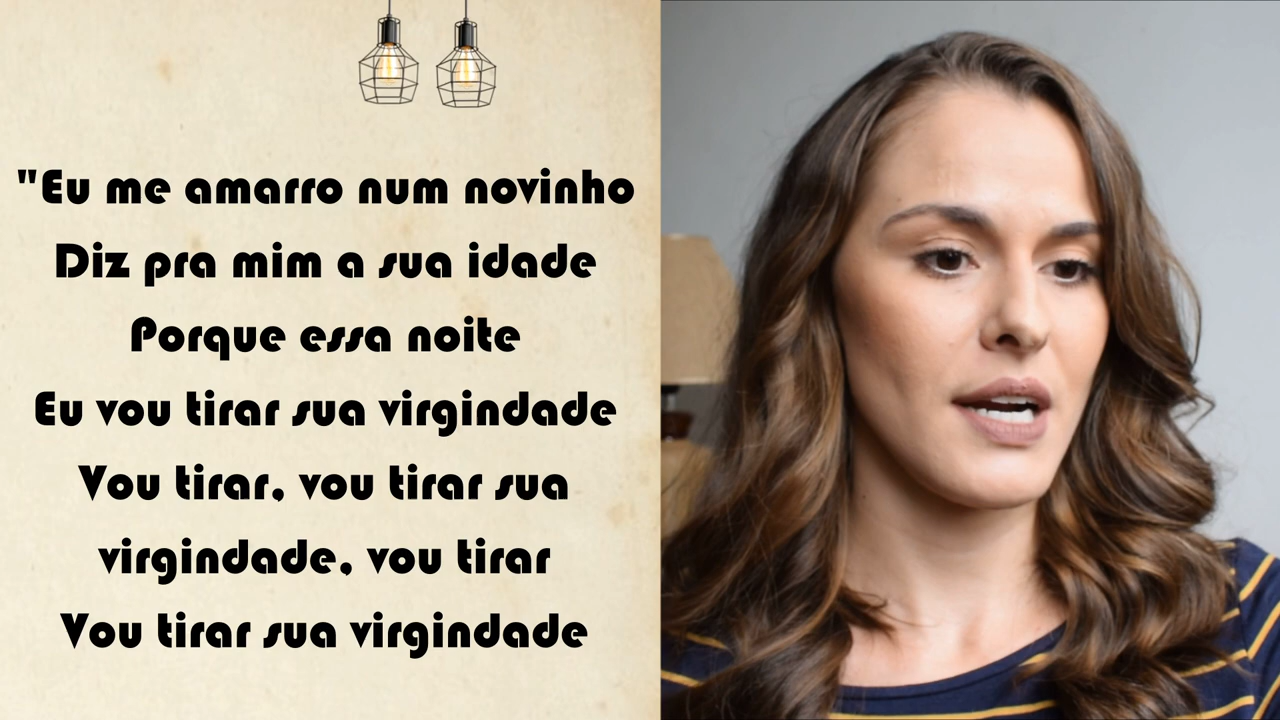 "Eu me amarro num novinho
Diz pra mim a sua idade
Porque essa noite
Eu vou tirar sua virgindade
Vou tirar, vou tirar sua
virgindade, vou tirar
Vou tirar sua virgindade